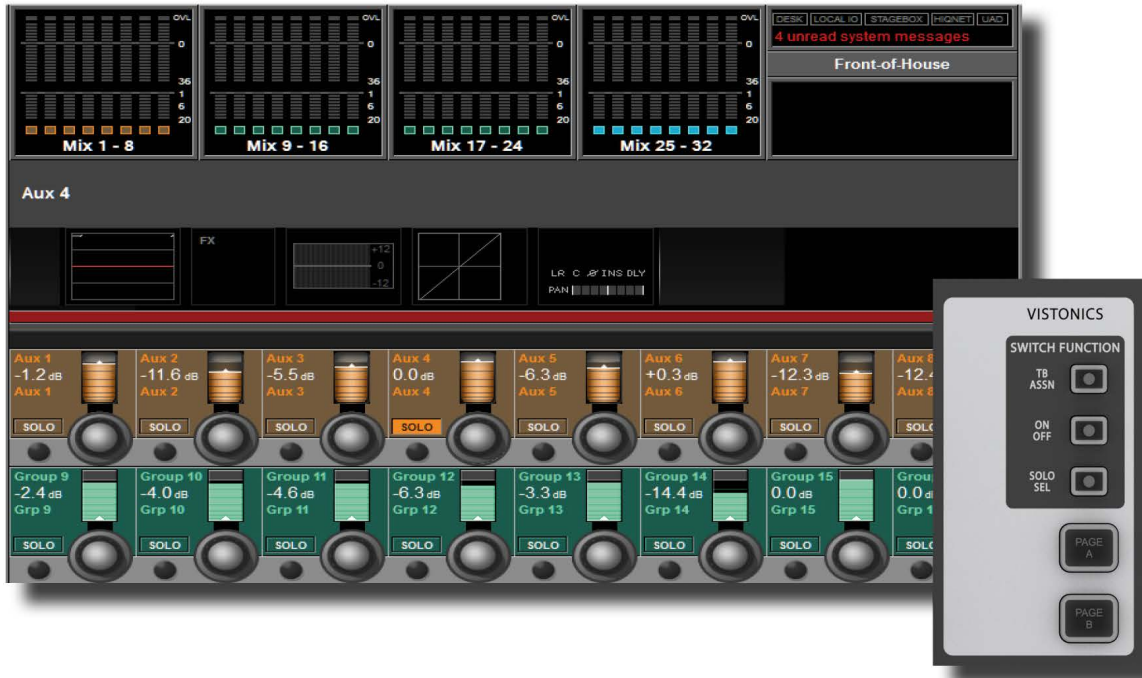 OVL OVL OVL OVL
0 0 0 0
36 36 36 36
1 1 1 1
6 6 6 6
20 20 20 20
Mix 1 - 8 Mix 9 - 16 Mix 17 - 24 Mix 25 - 32
DESK LOCAL IO STAGEBOX HIQNET UAD
4 unread system messages
Front-of-House
Aux 4
FX
+12
0
-12
LR C Ø INS DLY
PAN
Aux 1 Aux 2 Aux 3 Aux 4 Aux 5 Aux 6 Aux 7 Aux 8
-1.2 dB -11.6 dB -5.5 dB 0.0 dB -6.3 dB +0.3 dB -12.3 dB -12.4
Aux 1 Aux 2 Aux 3 Aux 4 Aux 5 Aux 6 Aux 7 Aux 8
SOLO SOLO SOLO SOLO SOLO SOLO SOLO
Group 9 Group 10 Group 11 Group 12 Group 13 Group 14 Group 15
-2.4 dB -4.0 dB -4.6 dB -6.3 dB -3.3 dB -14.4 dB 0.0 dB 0.0
Grp 9 Grp 10 Grp 11 Grp 12 Grp 13 Grp 14 Grp 15
SOLO SOLO SOLO SOLO SOLO SOLO SOLO
VISTONICS
SWITCH FUNCTION
TB
ASSN
ON
OFF
SOLO
SEL
PAGE
A
PAGE
B